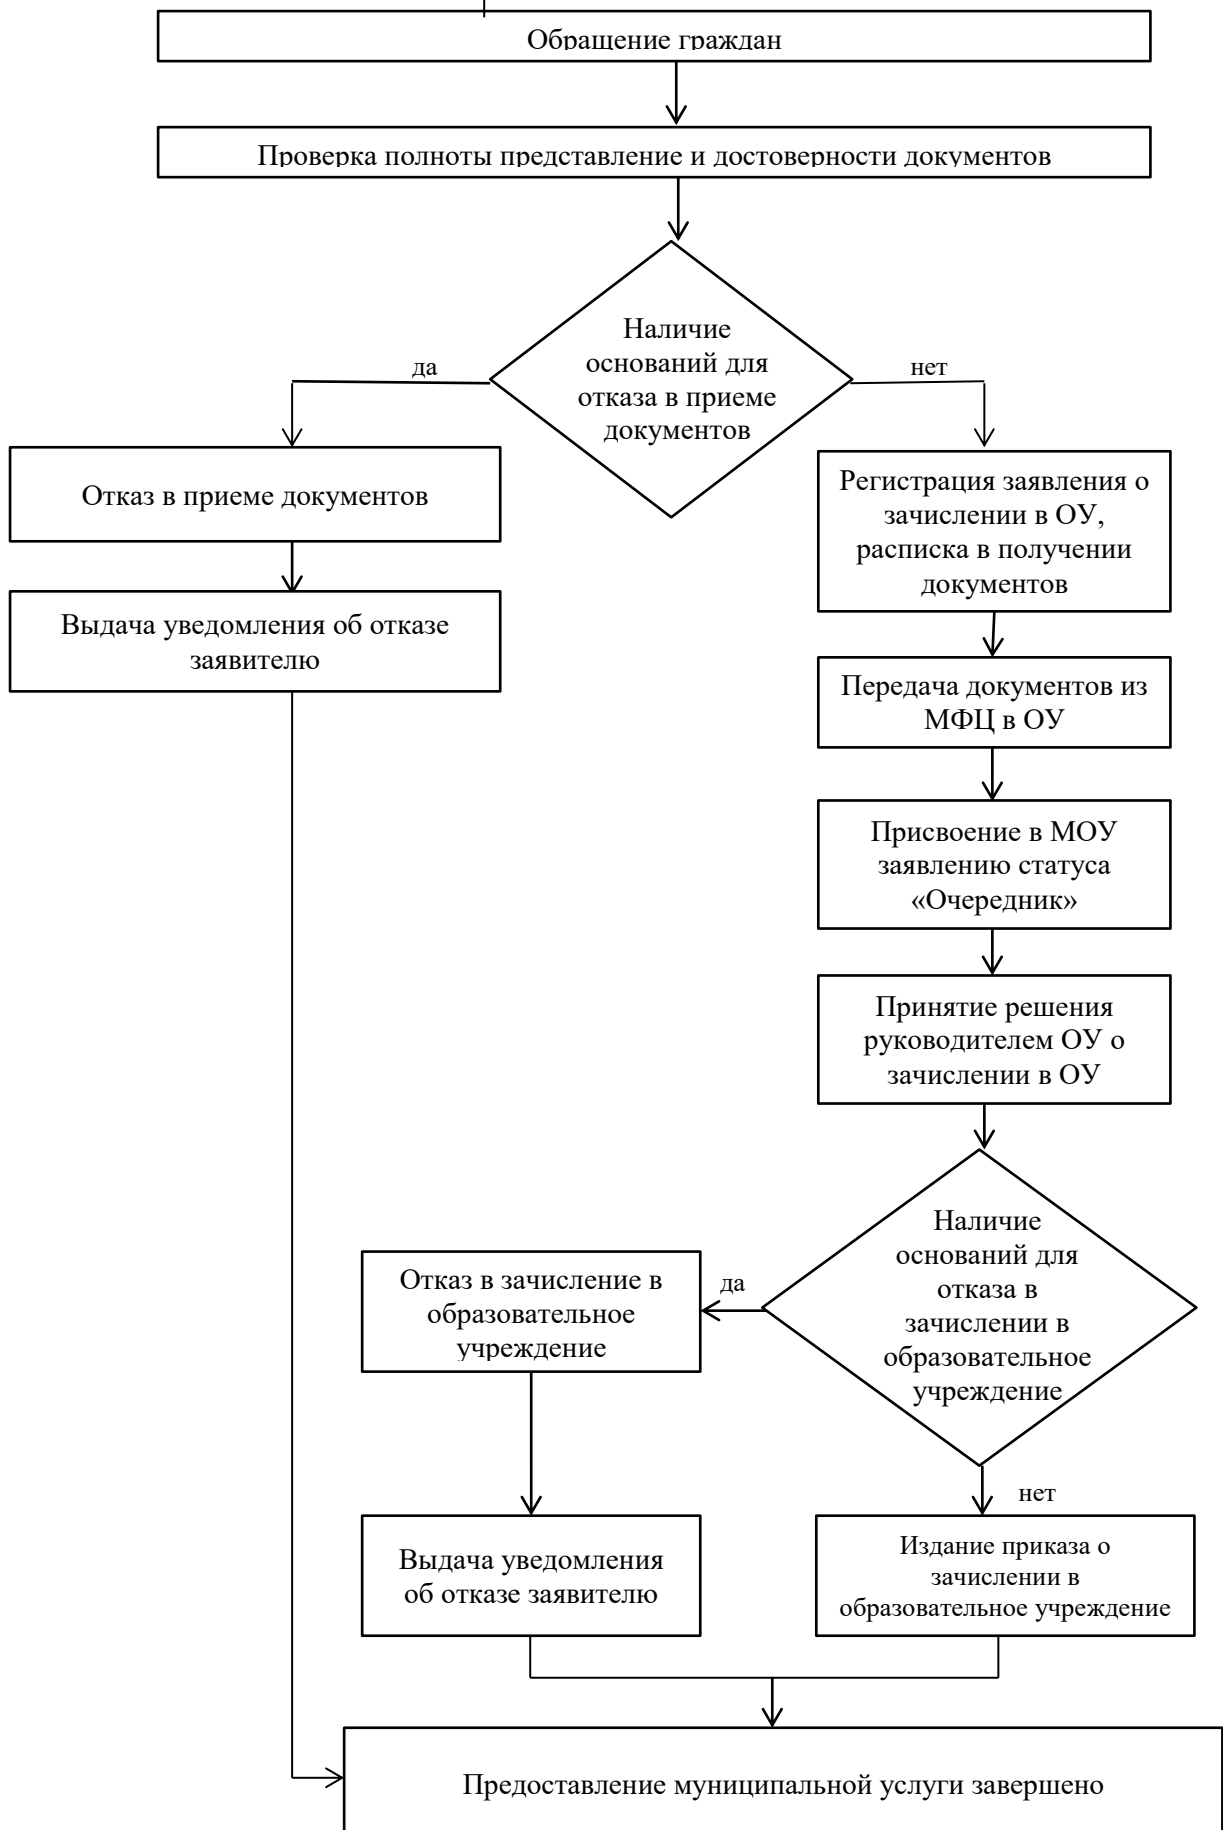 Обращение граждан
Проверка полноты представление и достоверности документов
Наличие
оснований для
отказа в приеме
документов
да
нет
Отказ в приеме документов
Выдача уведомления об отказе
заявителю
Регистрация заявления о
зачислении в ОУ,
расписка в получении
документов
Передача документов из
МФЦ в ОУ
Присвоение в МОУ
заявлению статуса
«Очередник»
Принятие решения
руководителем ОУ о
зачислении в ОУ
Наличие
оснований для
отказа в
зачислении в
образовательное
учреждение
да
Отказ в зачисление в
образовательное
учреждение
нет
Выдача уведомления
об отказе заявителю
Издание приказа о
зачислении в
образовательное учреждение
Предоставление муниципальной услуги завершено